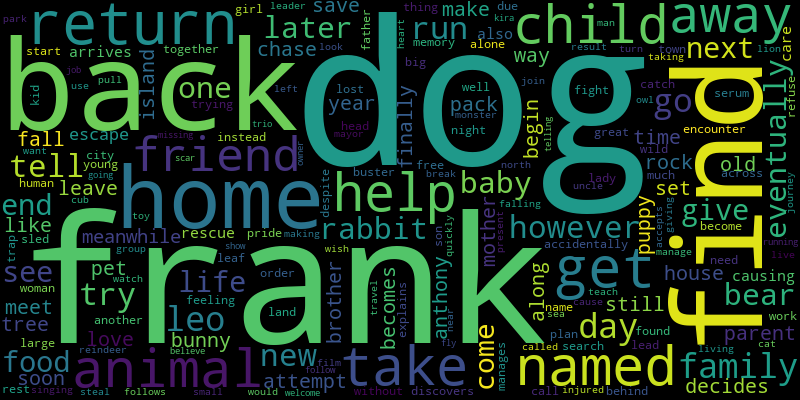 park
girl
leader
save
thing
due
kira
man
return
later
run
make
also
child
away
start
arrives
together
father
heart
memory
alone
way
result
turn
town
taking
lion
care
back
dog
find
island
chase
look
big
next
job
use
pull
left
lost
year
pack
well
fight
catch
owl
serum
refuse
kid
one
trying
finally
monster
join
go
eventually
fall
escape
missing
trio
instead
head
mayor
night
begin
telling
great
time
encounter
want
friend
owner
free
wild
tell
city
young
going
scar
buster
break
north
lady
rock
much
old
across
human
cub
home
despite
help
baby
falling
uncle
puppy
set
journey
end
leave
toy
rabbit
mother
son
quickly
however
accepts
giving
give
become
like
meanwhile
rescue
pride
making
present
accidentally
running
trap
sled
group
show
wish
frank
see
pet
leaf
brother
anthony
near
along
get
manage
need
house
causing
live
woman
watch
life
order
travel
becomes
explains
fly
name
sea
teach
cause
still
bear
meet
try
feeling
land
tree
another
leo
plan
found
day
work
large
love
bunny
new
film
come
called
search
lead
parent
living
cat
food
reindeer
believe
follow
take
manages
named
family
soon
animal
attempt
decides
rest
singing
steal
follows
small
would
welcome
without
discovers
call
injured
behind